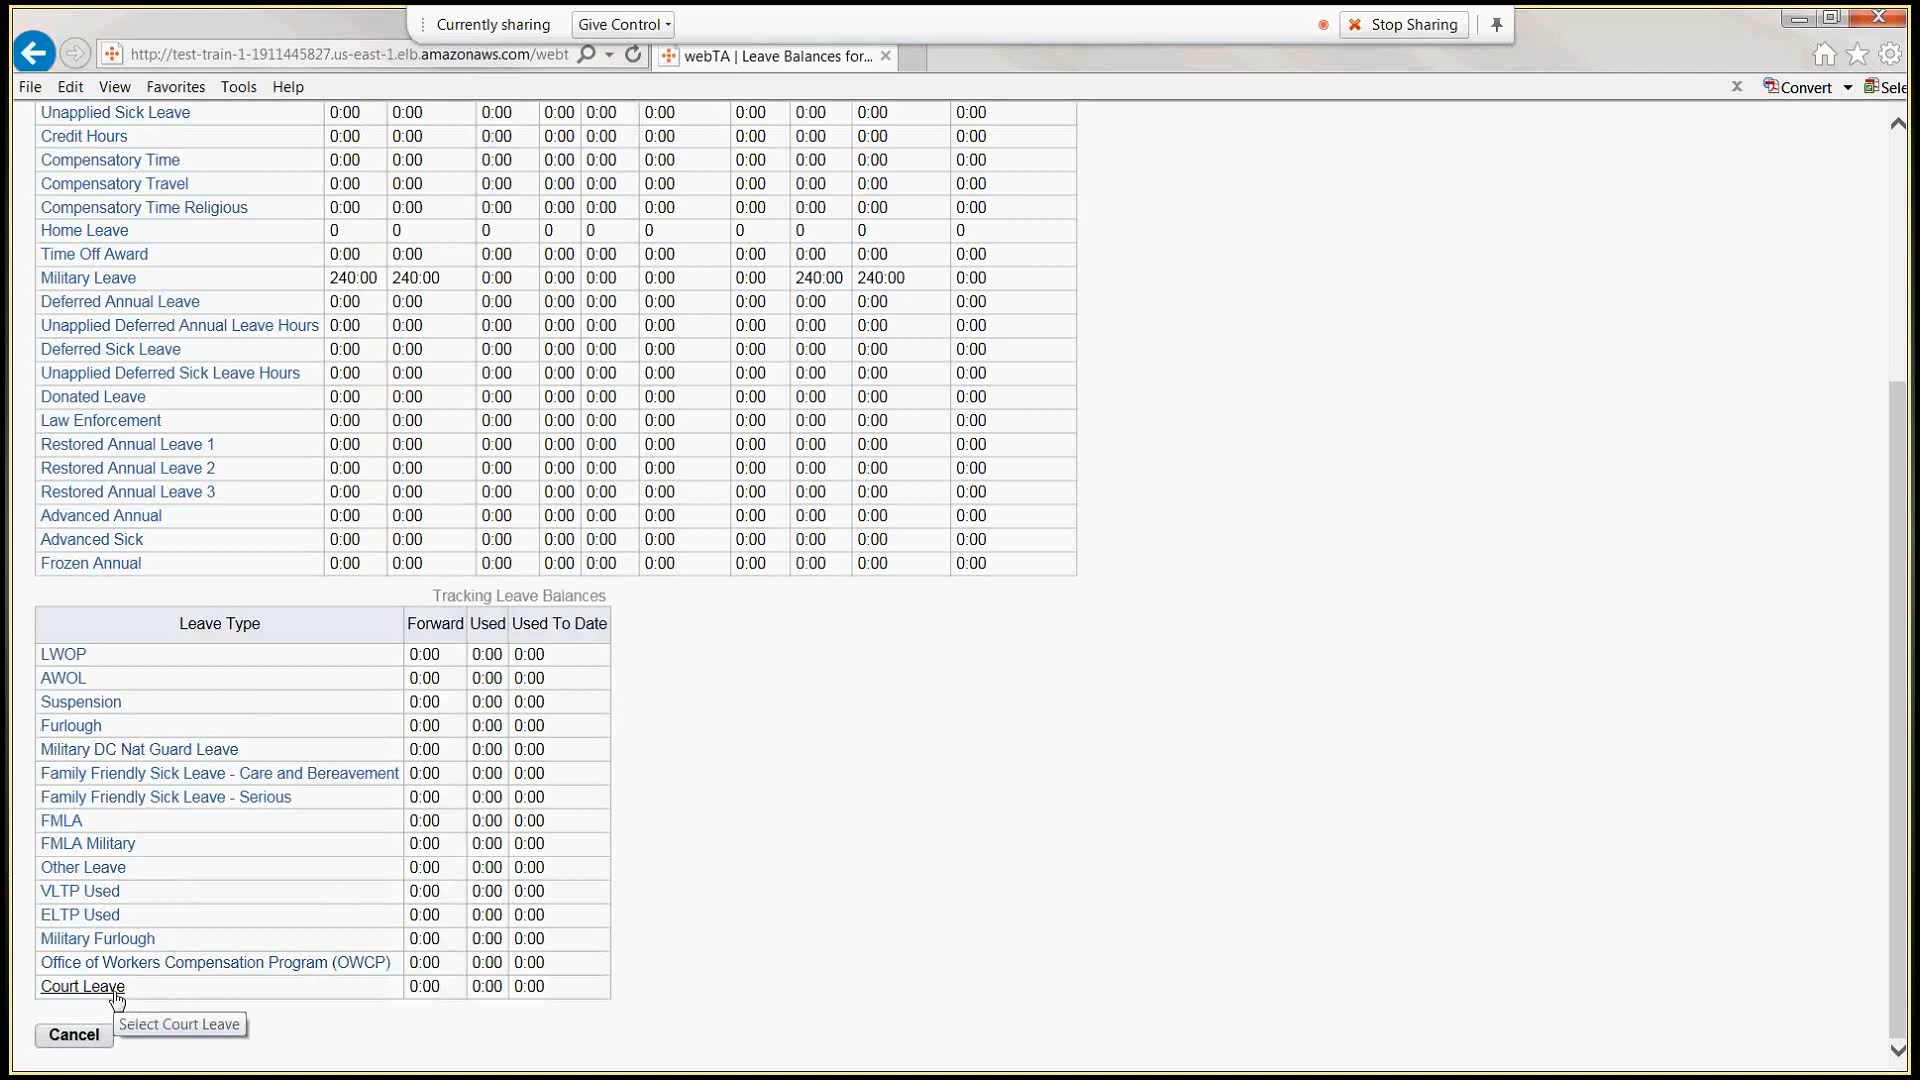 Currently sharing Give Control Stop Sharing
http://test-train-1-1911445827.us-east-1.elb.amazonaws.com/webt webTA | Leave Balances for...
File Edit View Favorites Tools Help x Convert Sele
Unapplied Sick Leave 0:00 0:00 0:00 0:00 0:00 0:00 0:00 0:00 0:00 0:00
Credit Hours 0:00 0:00 0:00 0:00 0:00 0:00 0:00 0:00 0:00 0:00
Compensatory Time 0:00 0:00 0:00 0:00 0:00 0:00 0:00 0:00 0:00 0:00
Compensatory Travel 0:00 0:00 0:00 0:00 0:00 0:00 0:00 0:00 0:00 0:00
Compensatory Time Religious 0:00 0:00 0:00 0:00 0:00 0:00 0:00 0:00 0:00 0:00
Home Leave 0 0 0 0 0 0 0 0 0 0
Time Off Award 0:00 0:00 0:00 0:00 0:00 0:00 0:00 0:00 0:00 0:00
Military Leave 240:00 240:00 0:00 0:00 0:00 0:00 0:00 240:00 240:00 0:00
Deferred Annual Leave 0:00 0:00 0:00 0:00 0:00 0:00 0:00 0:00 0:00 0:00
Unapplied Deferred Annual Leave Hours 0:00 0:00 0:00 0:00 0:00 0:00 0:00 0:00 0:00 0:00
Deferred Sick Leave 0:00 0:00 0:00 0:00 0:00 0:00 0:00 0:00 0:00 0:00
Unapplied Deferred Sick Leave Hours 0:00 0:00 0:00 0:00 0:00 0:00 0:00 0:00 0:00 0:00
Donated Leave 0:00 0:00 0:00 0:00 0:00 0:00 0:00 0:00 0:00 0:00
Law Enforcement 0:00 0:00 0:00 0:00 0:00 0:00 0:00 0:00 0:00 0:00
Restored Annual Leave 1 0:00 0:00 0:00 0:00 0:00 0:00 0:00 0:00 0:00 0:00
Restored Annual Leave 2 0:00 0:00 0:00 0:00 0:00 0:00 0:00 0:00 0:00 0:00
Restored Annual Leave 3 0:00 0:00 0:00 0:00 0:00 0:00 0:00 0:00 0:00 0:00
Advanced Annual 0:00 0:00 0:00 0:00 0:00 0:00 0:00 0:00 0:00 0:00
Advanced Sick 0:00 0:00 0:00 0:00 0:00 0:00 0:00 0:00 0:00 0:00
Frozen Annual 0:00 0:00 0:00 0:00 0:00 0:00 0:00 0:00 0:00 0:00
Tracking Leave Balances
Leave Type Forward Used Used To Date
LWOP 0:00 0:00 0:00
AWOL 0:00 0:00 0:00
Suspension 0:00 0:00 0:00
Furlough 0:00 0:00 0:00
Military DC Nat Guard Leave 0:00 0:00 0:00
Family Friendly Sick Leave - Care and Bereavement 0:00 0:00 0:00
Family Friendly Sick Leave - Serious 0:00 0:00 0:00
FMLA 0:00 0:00 0:00
FMLA Military 0:00 0:00 0:00
Other Leave 0:00 0:00 0:00
VLTP Used 0:00 0:00 0:00
ELTP Used 0:00 0:00 0:00
Military Furlough 0:00 0:00 0:00
Office of Workers Compensation Program (OWCP) 0:00 0:00 0:00
Court Leave 0:00 0:00 0:00
Select Court Leave
Cancel